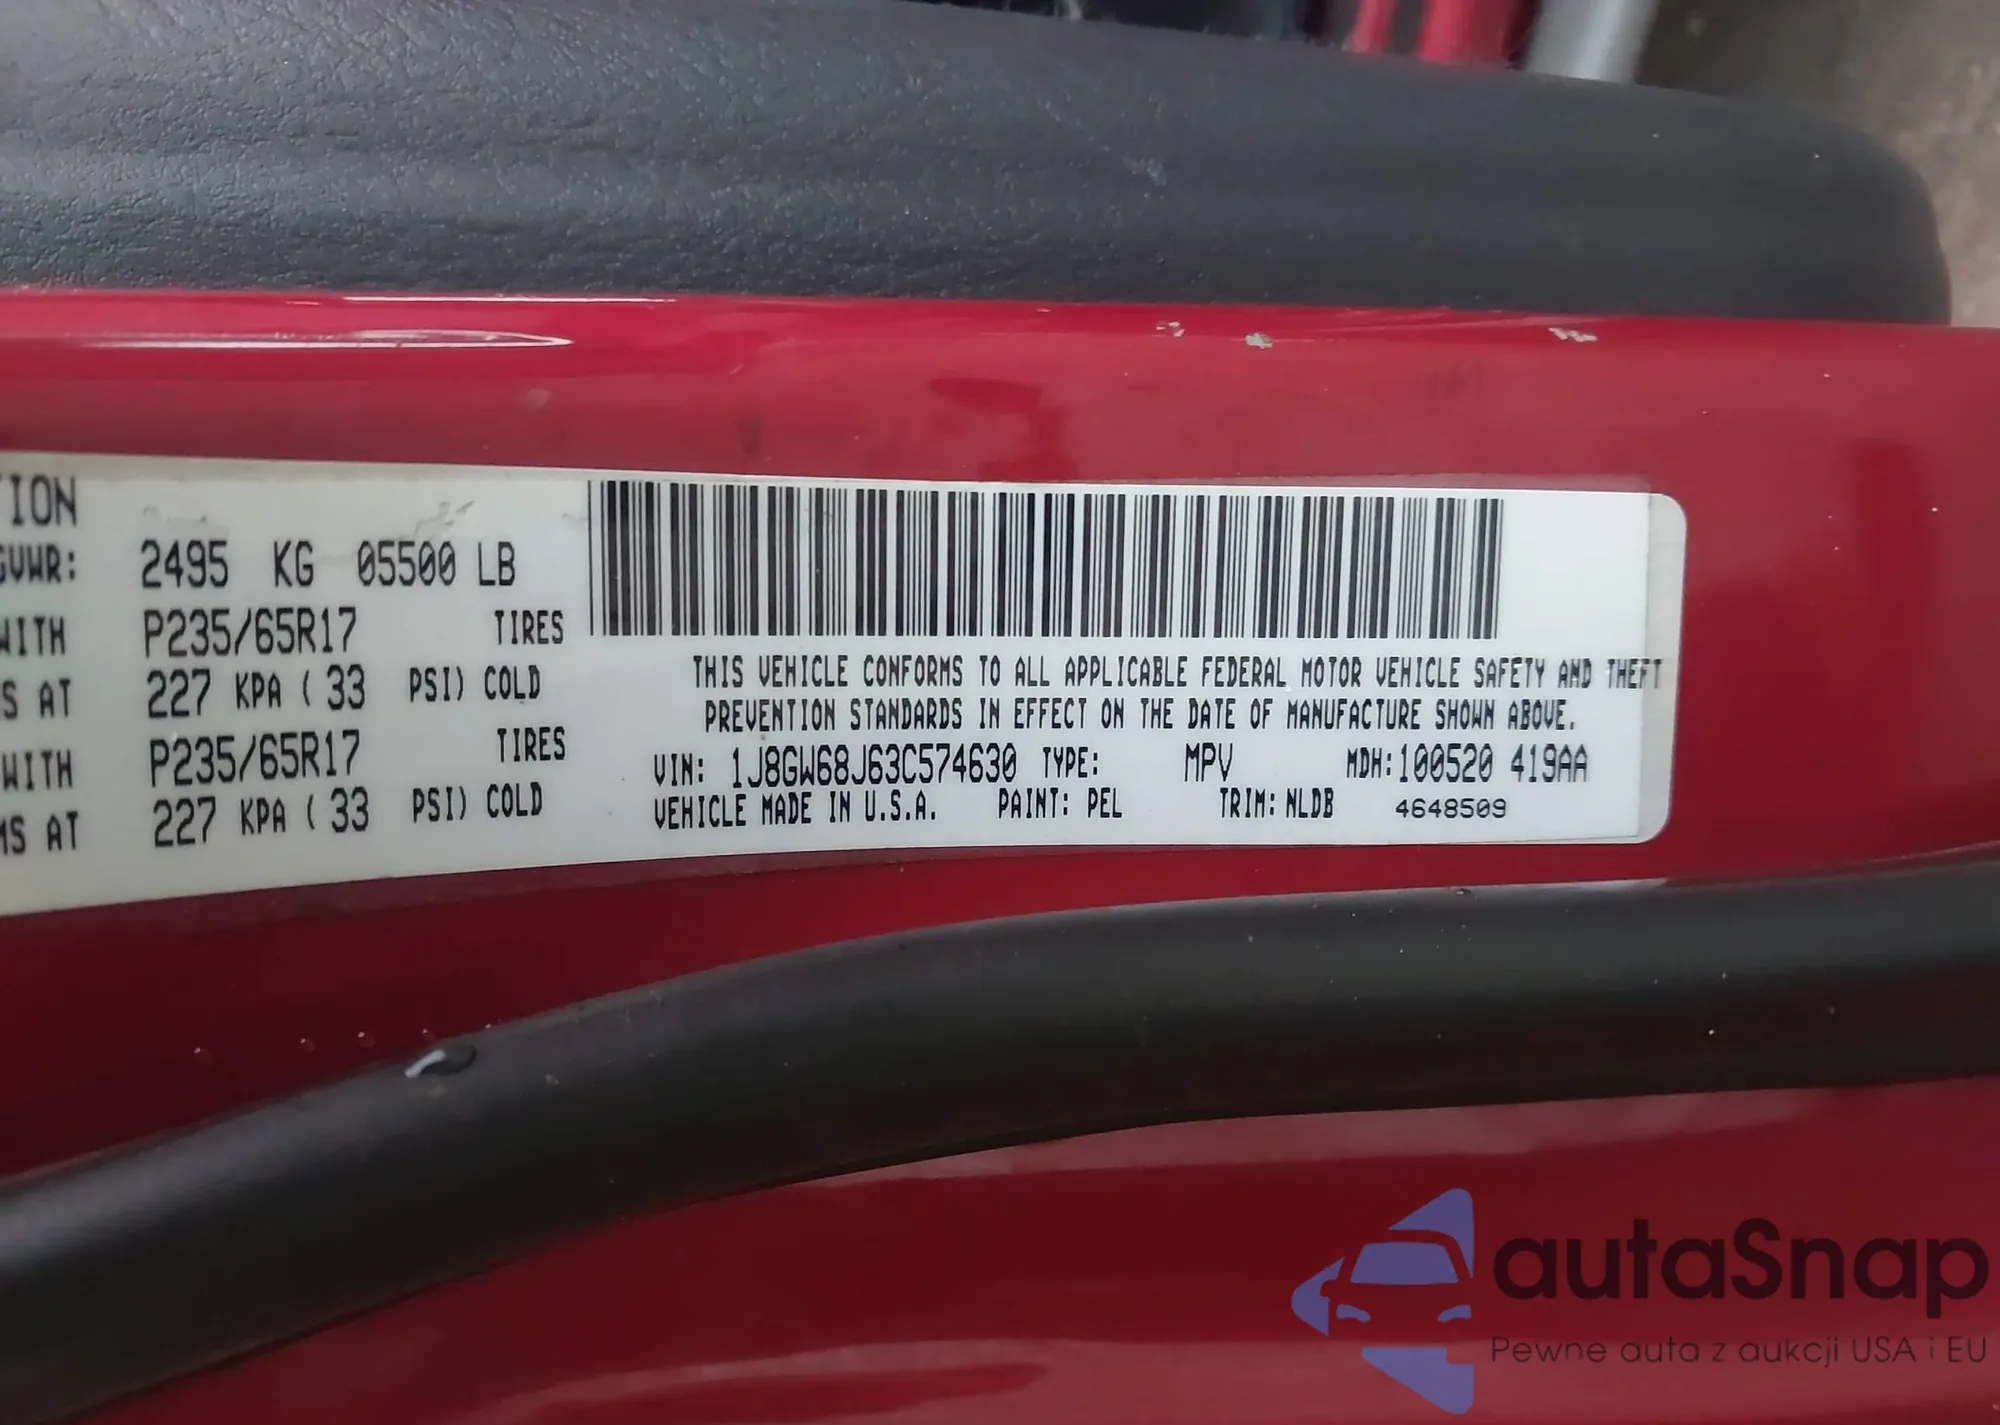 ION
GVWR: 2495 KG 05500 LB
WITH P235/65R17 TIRES
S AT 227 KPA ( 33 PSI) COLD
WITH P235/65R17 TIRES
MS AT 227 KPA ( 33 PSI) COLD
THIS VEHICLE CONFORMS TO ALL APPLICABLE FEDERAL MOTOR VEHICLE SAFETY AND THEFT
PREVENTION STANDARDS IN EFFECT ON THE DATE OF MANUFACTURE SHOWN ABOVE.
VIN: 1J8GW68J63C574630 TYPE: MPV MDH:100520 419AA
VEHICLE MADE IN U.S.A. PAINT: PEL TRIM: NLDB 4648509
autaSnap
Pewne auta z aukcji USA i EU